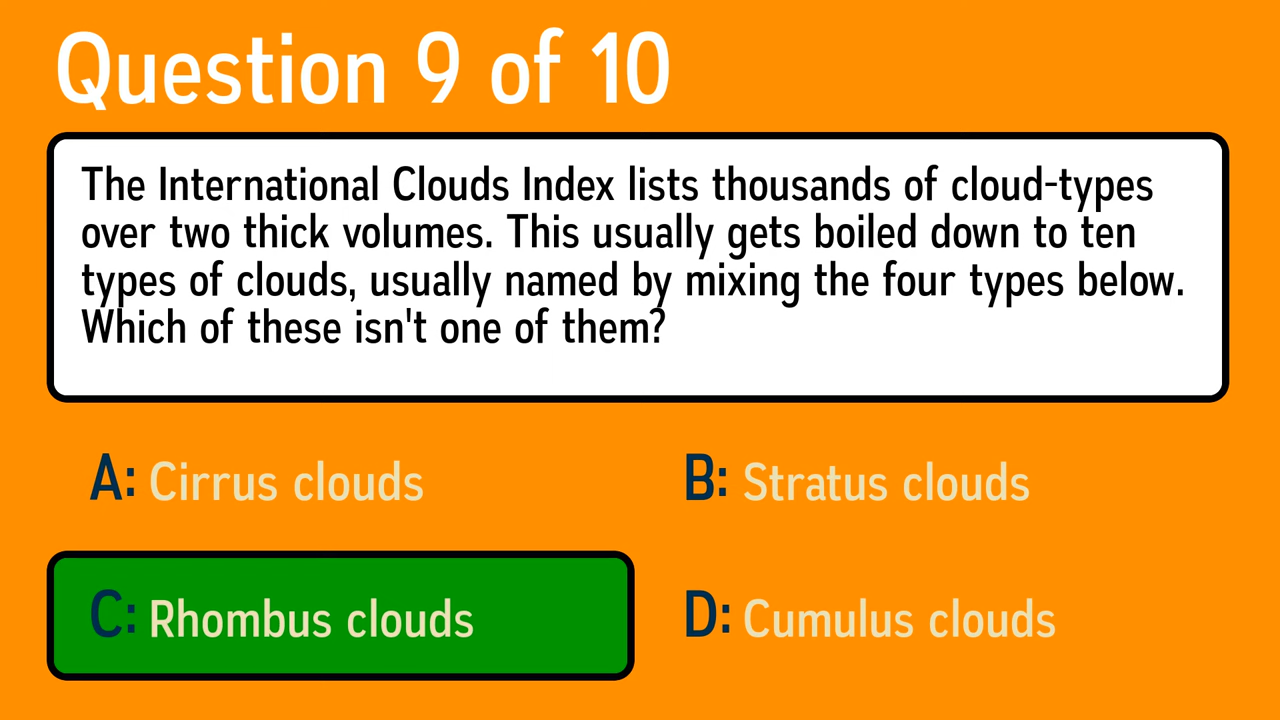 Question 9 of 10
The International Clouds Index lists thousands of cloud-types
over two thick volumes. This usually gets boiled down to ten
types of clouds, usually named by mixing the four types below.
Which of these isn't one of them?
A: Cirrus clouds
B: Stratus clouds
C: Rhombus clouds
D: Cumulus clouds